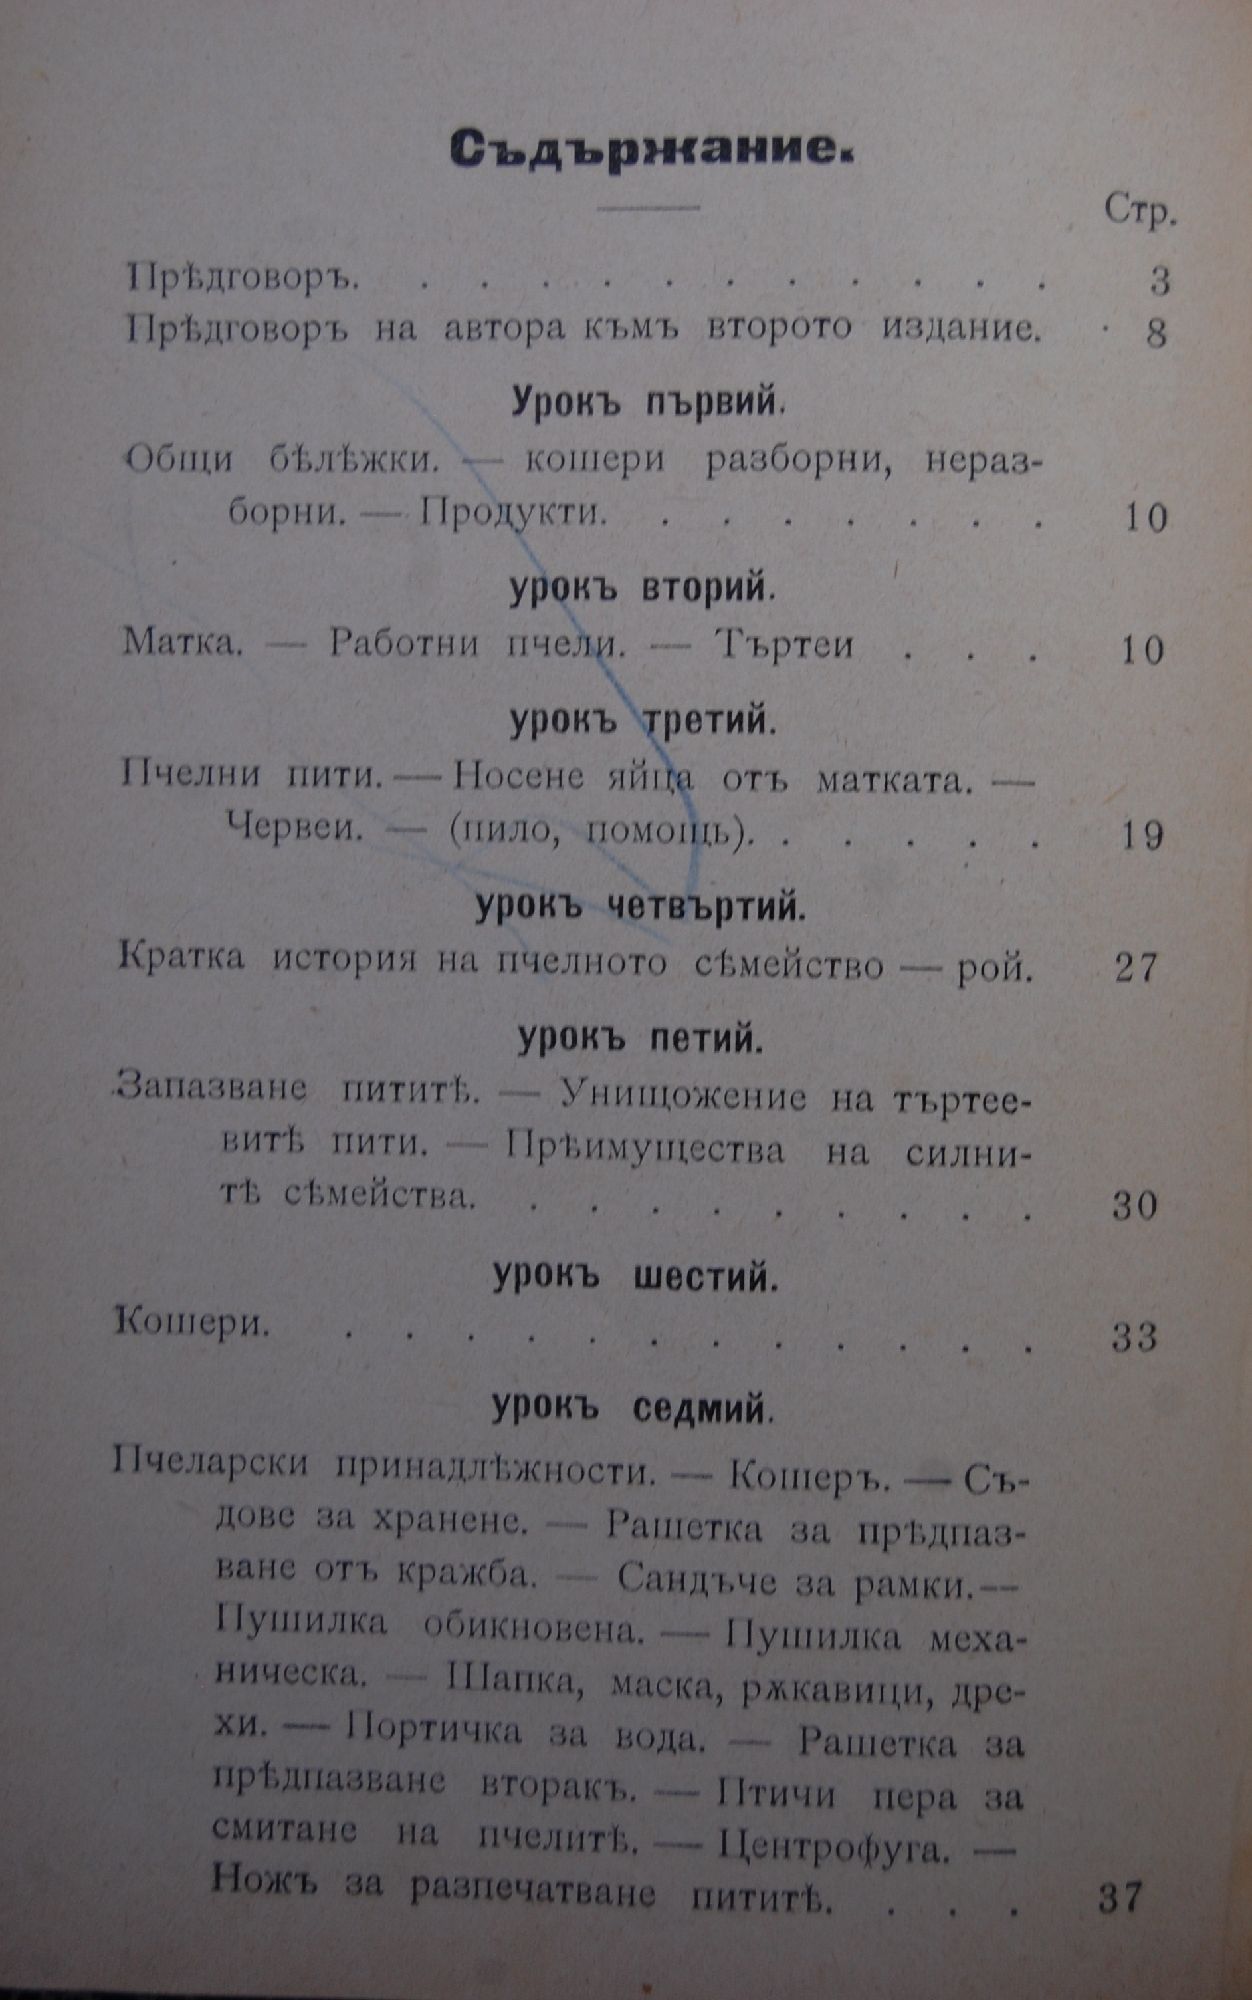 Съдържание.
Стр.
Прѣдговоръ. . . . . . . . . . . . 3
Прѣдговоръ на автора къмъ второто издание. . 8
Урокъ първий.
Общи бѣлѣжки. — кошери разборни, нераз-
борни. — Продукти. . . . . . . . 10
урокъ вторий.
Матка. — Работни пчели. — Търтеи . . . 10
урокъ третий.
Пчелни пити. — Носене яйца отъ матката. —
Червеи. — (пило, помощь). . . . . . 19
урокъ четвъртий.
Кратка история на пчелното сѣмейство — рой. 27
урокъ петий.
Запазване пититѣ. — Унищожение на търтее-
витѣ пити. — Прѣимущества на силни-
тѣ сѣмейства. . . . . . . . . . 30
урокъ шестий.
Кошери. . . . . . . . . . . . . 33
урокъ седмий.
Пчеларски принадлѣжности. — Кошеръ. — Съ-
дове за хранене. — Рашетка за прѣдпаз-
ване отъ кражба. — Сандъче за рамки. —
Пушилка обикновена. — Пушилка меха-
ническа. — Шапка, маска, рѫкавици, дре-
хи. — Портичка за вода. — Рашетка за
прѣдпазване вторакъ. — Птичи пера за
смитане на пчелитѣ. — Центрофуга. —
Ножъ за разпечатване пититѣ. . . . 37